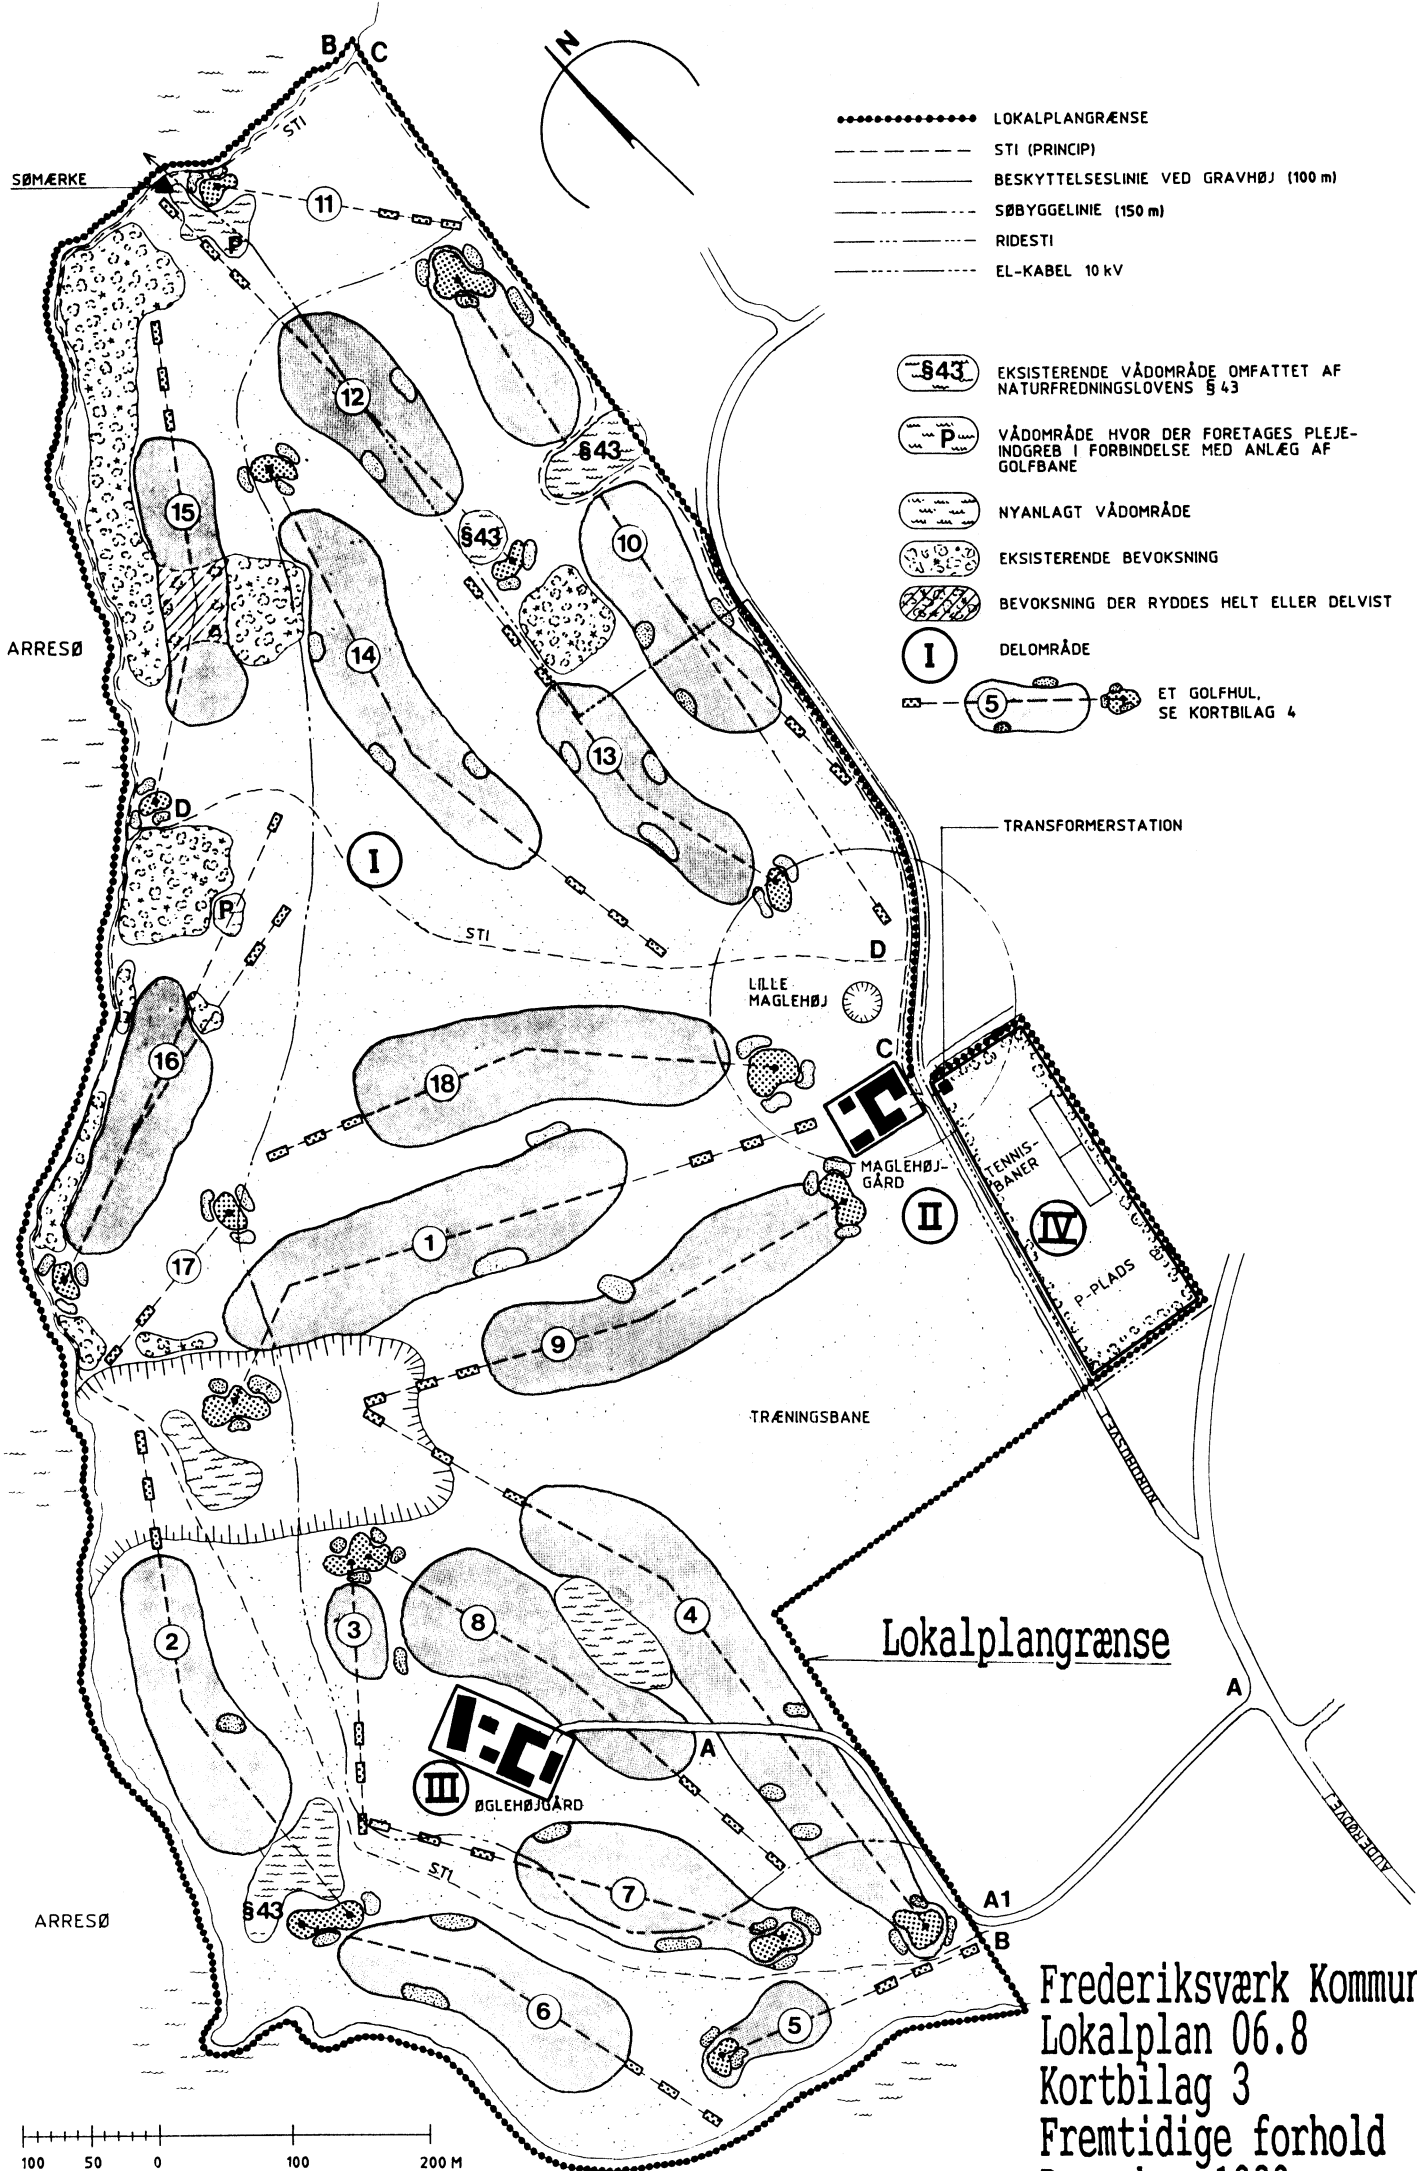 B C
N
STI
SØMÆRKE
11
P
LOKALPLANGRÆNSE
STI (PRINCIP)
BESKYTTELSESLINIE VED GRAVHØJ (100 m)
SØBYGGELINIE (150 m)
RIDESTI
EL-KABEL 10 kV
§43 EKSISTERENDE VÅDOMRÅDE OMFATTET AF
NATURFREDNINGSLOVENS § 43
P VÅDOMRÅDE HVOR DER FORETAGES PLEJE-
INDGREB I FORBINDELSE MED ANLÆG AF
GOLFBANE
NYANLAGT VÅDOMRÅDE
EKSISTERENDE BEVOKSNING
BEVOKSNING DER RYDDES HELT ELLER DELVIST
I DELOMRÅDE
5 ET GOLFHUL,
SE KORTBILAG 4
12
§43
15
§43
10
ARRESØ
14
13
D
TRANSFORMERSTATION
I
P
STI
D
LILLE
MAGLEHØJ
C
16
18
MAGLEHØJ-
GÅRD
II
TENNIS-
BANER
IV
P-PLADS
1
17
9
TRÆNINGSBANE
NORDHUSVEJ
2
3
8
4
Lokalplangrænse
A
A
III
ØGLEHØJGÅRD
AUDERØDVEJ
STI
7
A1
B
§43
ARRESØ
6
5
Frederiksværk Kommun
Lokalplan 06.8
Kortbilag 3
Fremtidige forhold
100 50 0 100 200 M